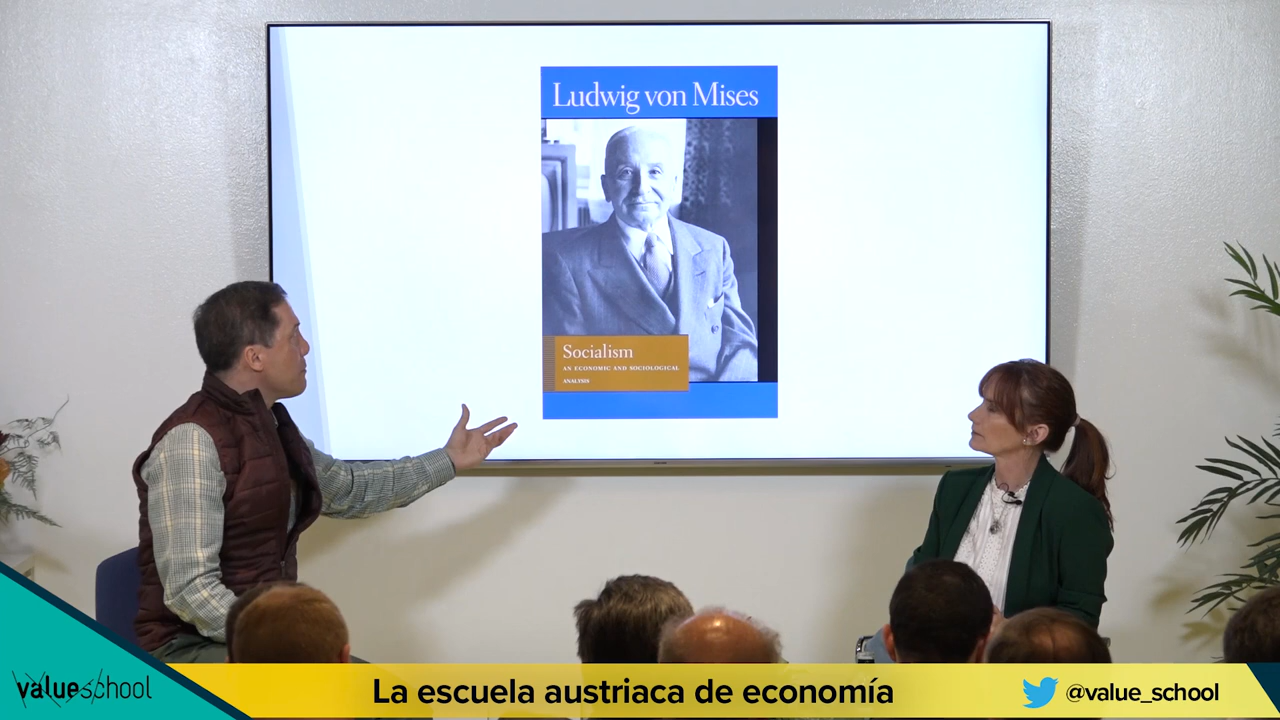 Ludwig von Mises
Socialism
AN ECONOMIC AND SOCIOLOGICAL
ANALYSIS
valueschool
La escuela austriaca de economía
@value_school